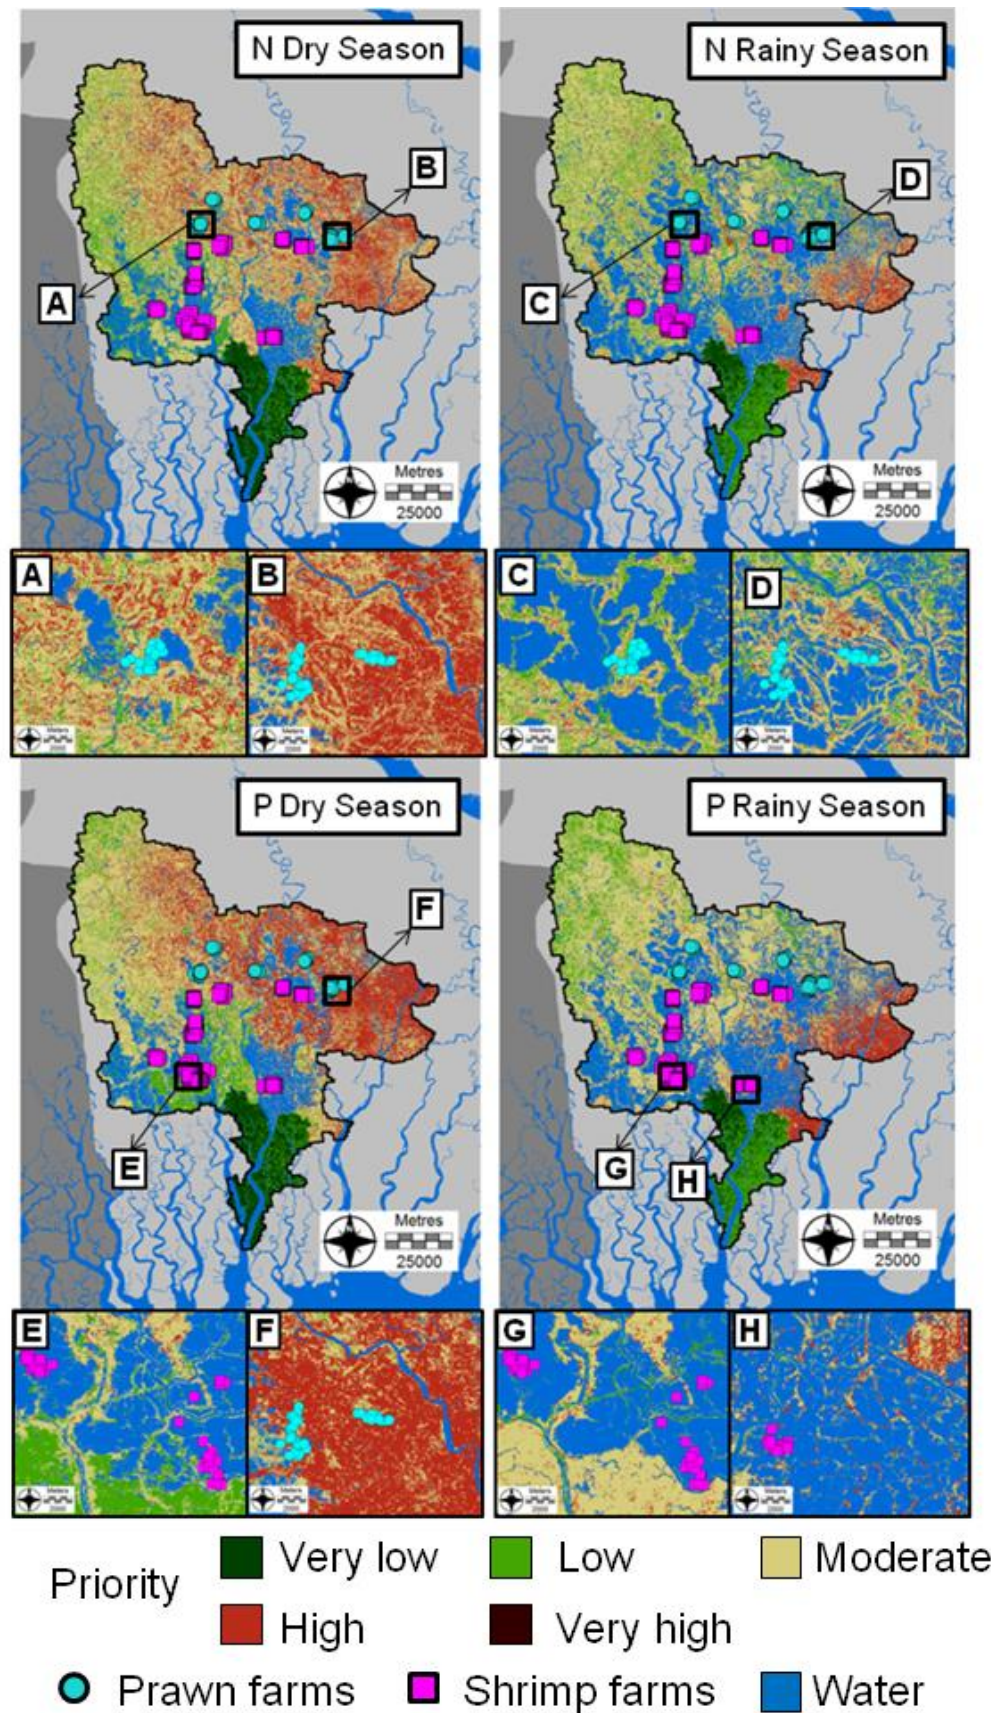 N Dry Season
N Rainy Season
B
D
A
C
Metres
25000
Metres
25000
A
B
C
D
P Dry Season
P Rainy Season
F
E
G
H
Metres
25000
Metres
25000
E
F
G
H
Priority
Very low
Low
Moderate
High
Very high
Prawn farms
Shrimp farms
Water